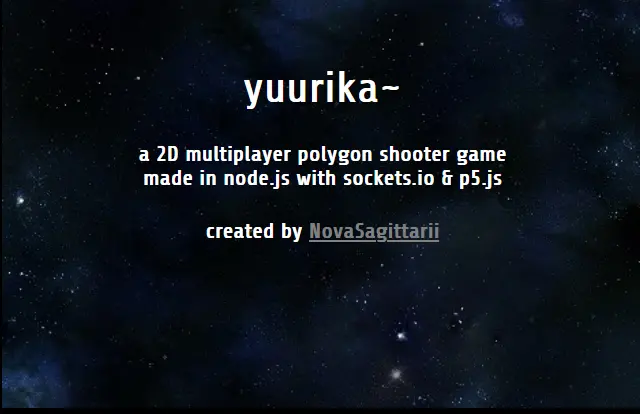 yuurika~
a 2D multiplayer polygon shooter game
made in node.js with sockets.io & p5.js
created by NovaSagittarii